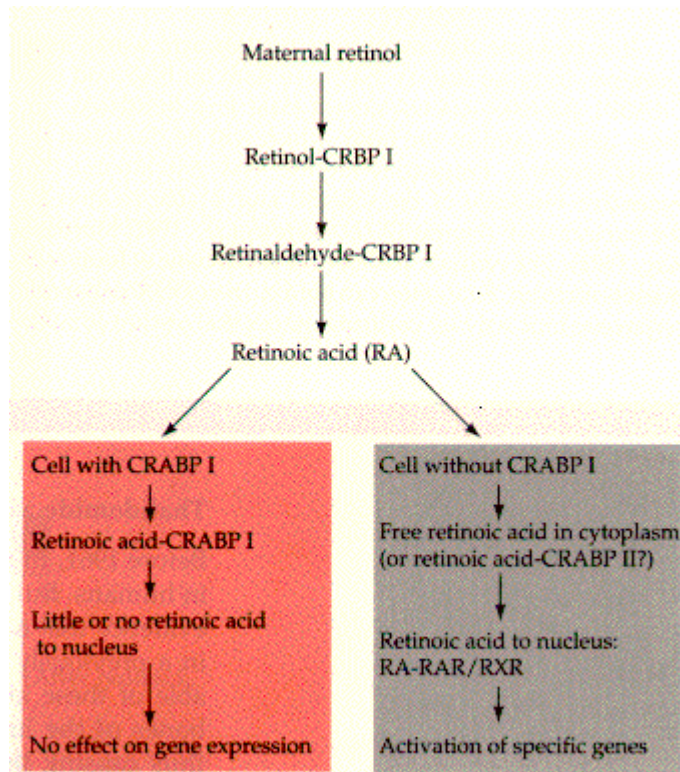 Maternal retinol
Retinol-CRBP I
Retinaldehyde-CRBP I
Retinoic acid (RA)
Cell with CRABP I
Retinoic acid-CRABP I
Little or no retinoic acid
to nucleus
No effect on gene expression
Cell without CRABP I
Free retinoic acid in cytoplasm
(or retinoic acid-CRABP II?)
Retinoic acid to nucleus:
RA-RAR/RXR
Activation of specific genes